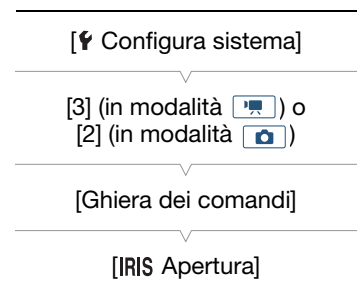 [Configura sistema]
[3] (in modalità ) o
[2] (in modalità )
[Ghiera dei comandi]
[IRIS Apertura]